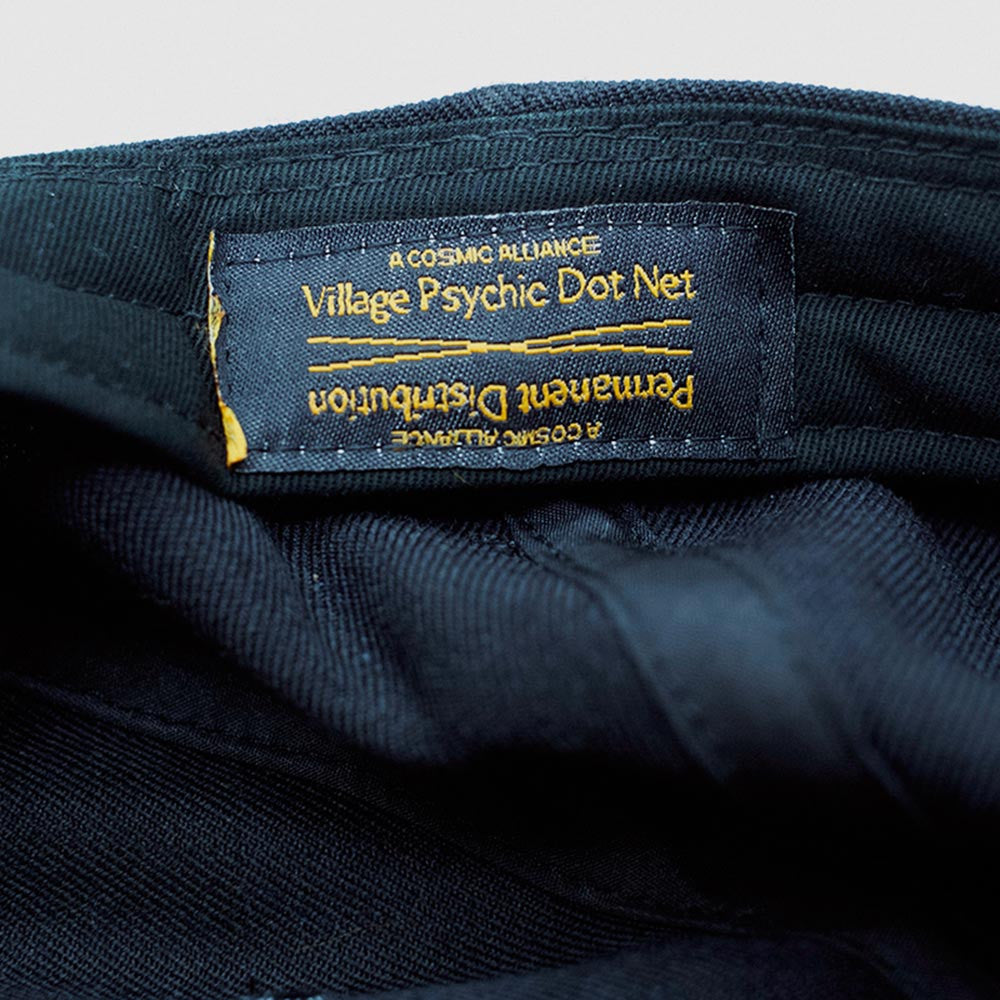 A COSMIC ALLIANCE
Village Psychic Dot Net
Permanent Distribution
A COSMIC ALLIANCE